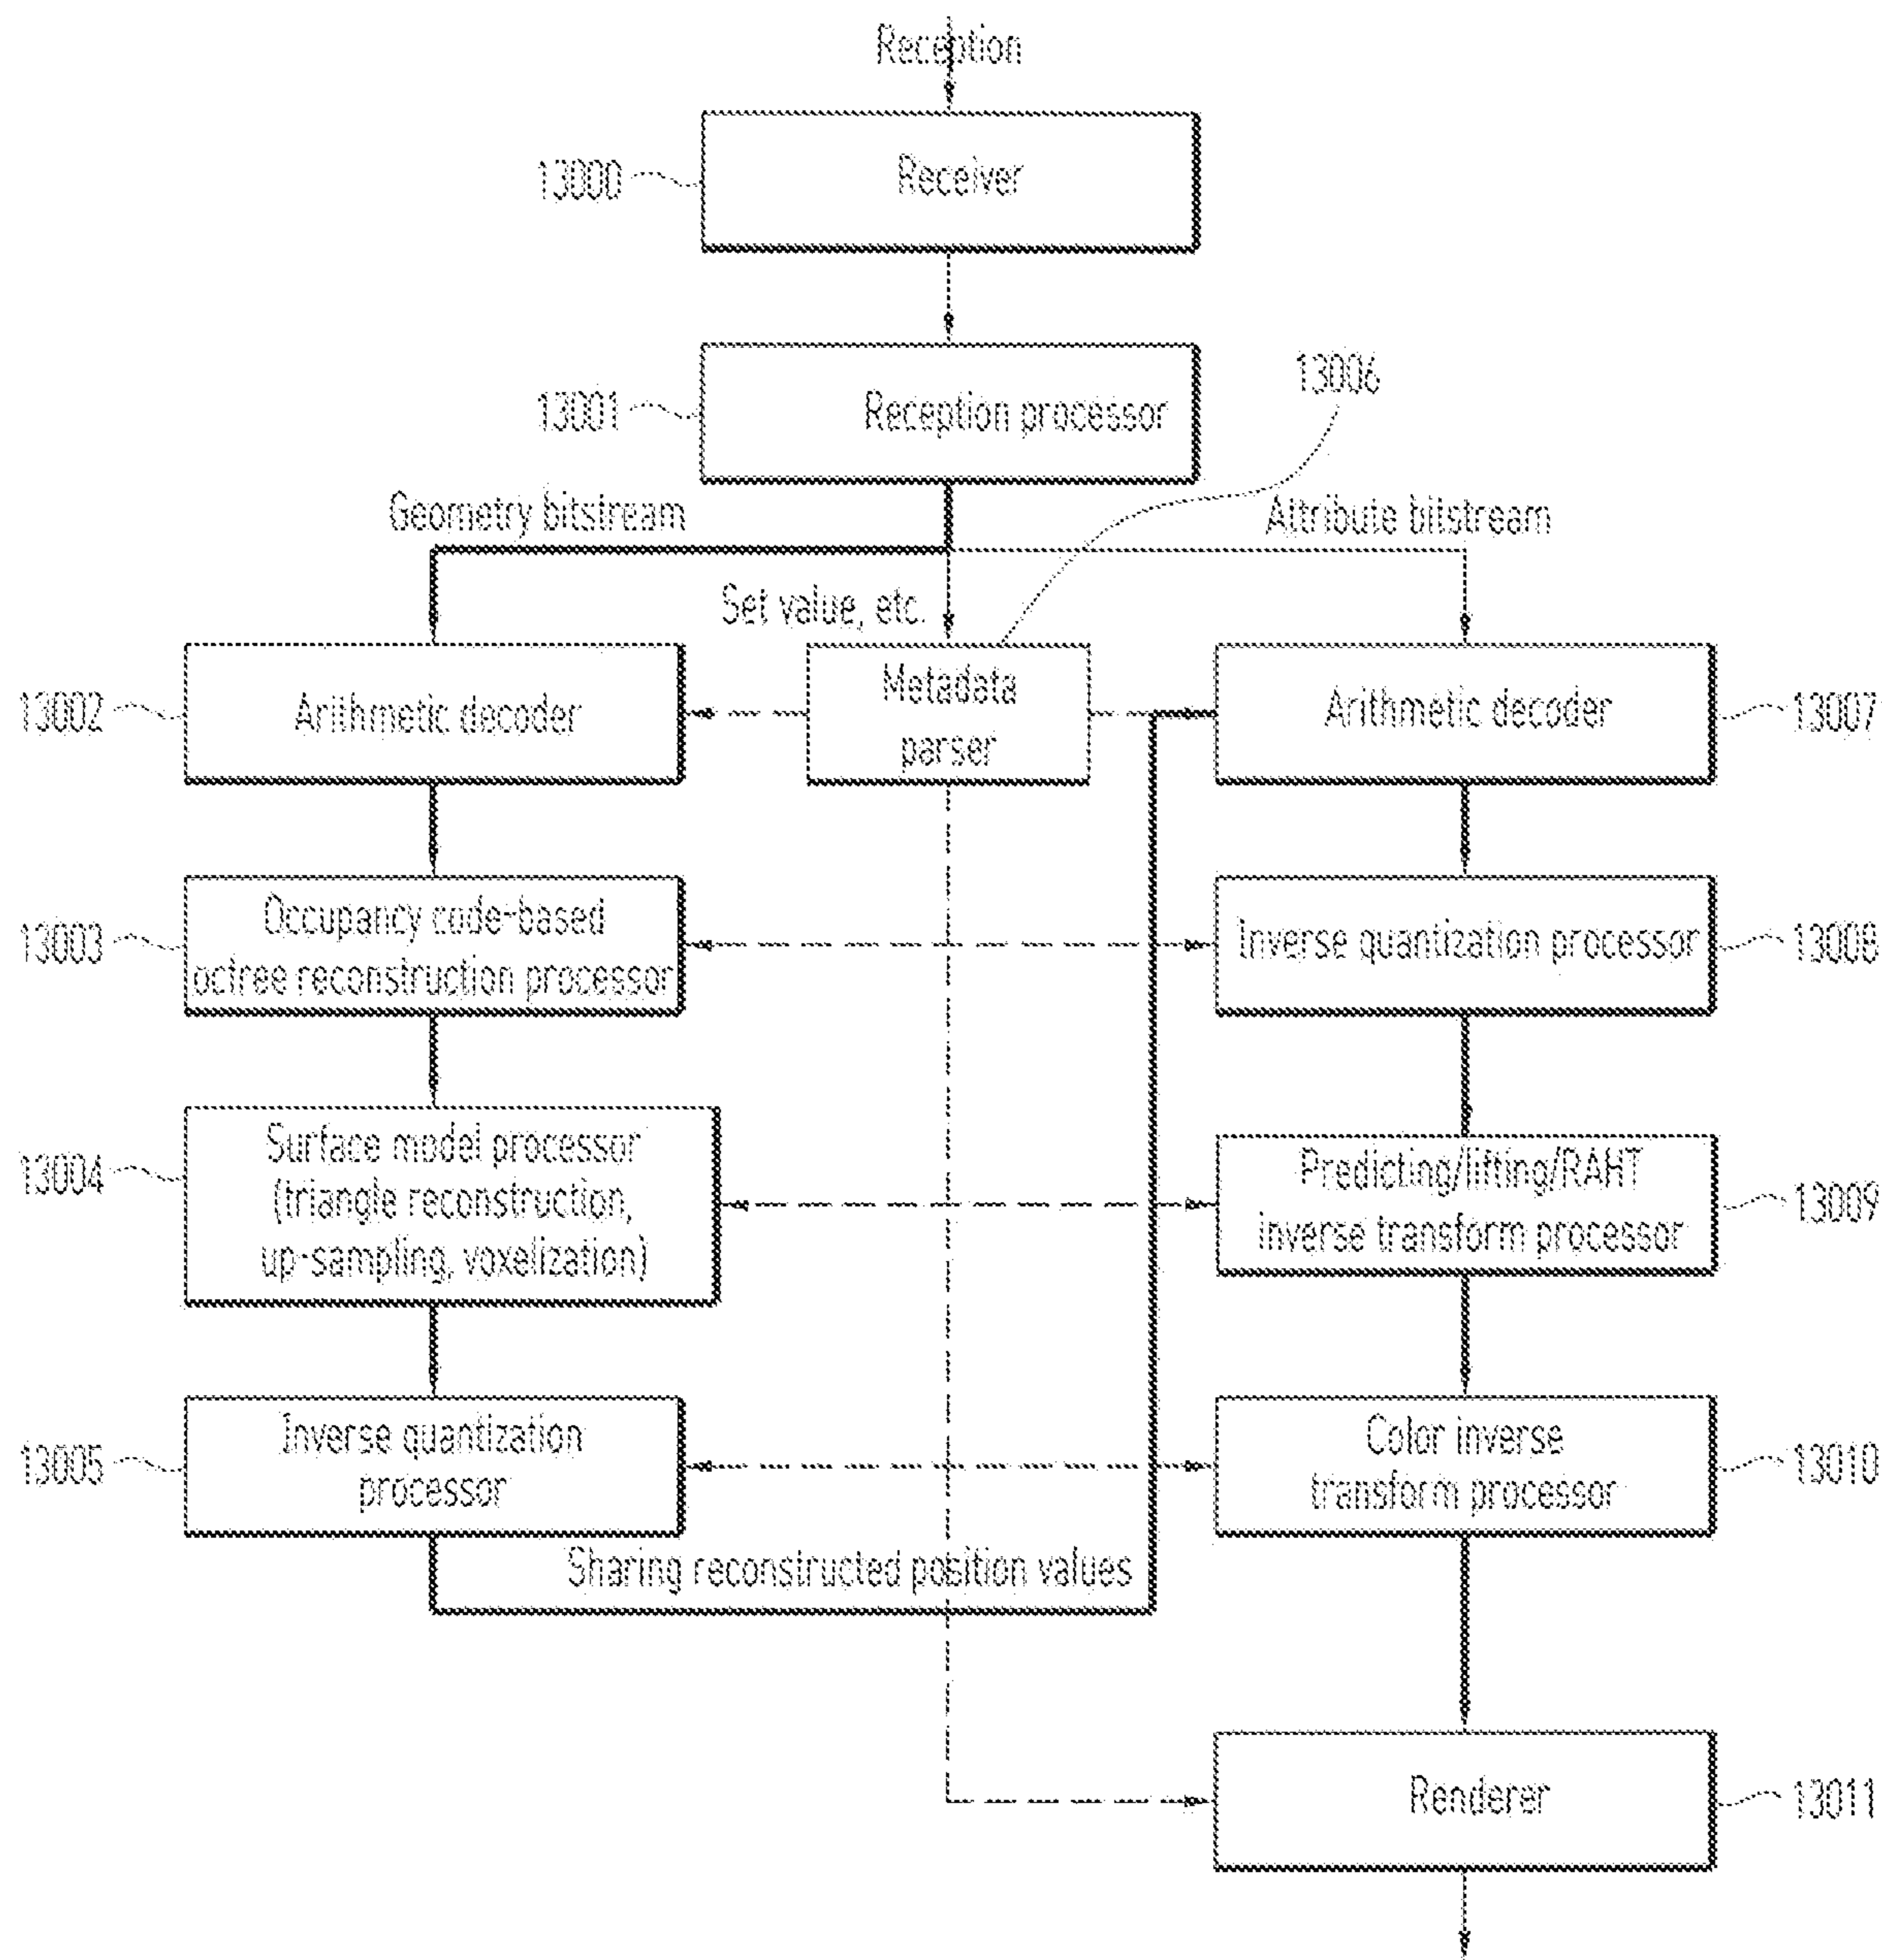 Reception
13000
Receiver
13001
Reception processor
13006
Geometry bitstream
Attribute bitstream
Set value, etc.
13002
Arithmetic decoder
Metadata
parser
Arithmetic decoder
13007
13003
Occupancy code-based
octree reconstruction processor
Inverse quantization processor
13008
13004
Surface model processor
(triangle reconstruction,
up-sampling, voxelization)
Predicting/lifting/RAHT
inverse transform processor
13009
13005
Inverse quantization
processor
Color inverse
transform processor
13010
Sharing reconstructed position values
Renderer
13011